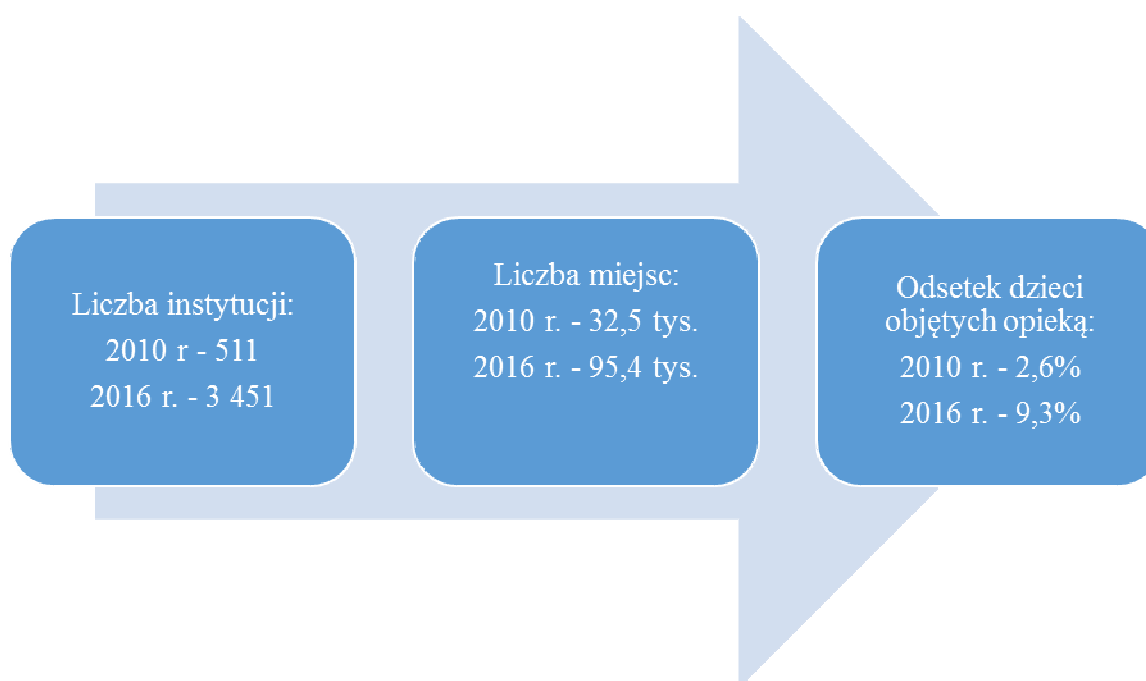 Liczba instytucji:
2010 r - 511
2016 r. - 3 451
Liczba miejsc:
2010 r. - 32,5 tys.
2016 r. - 95,4 tys.
Odsetek dzieci
objętych opieką:
2010 r. - 2,6%
2016 r. - 9,3%